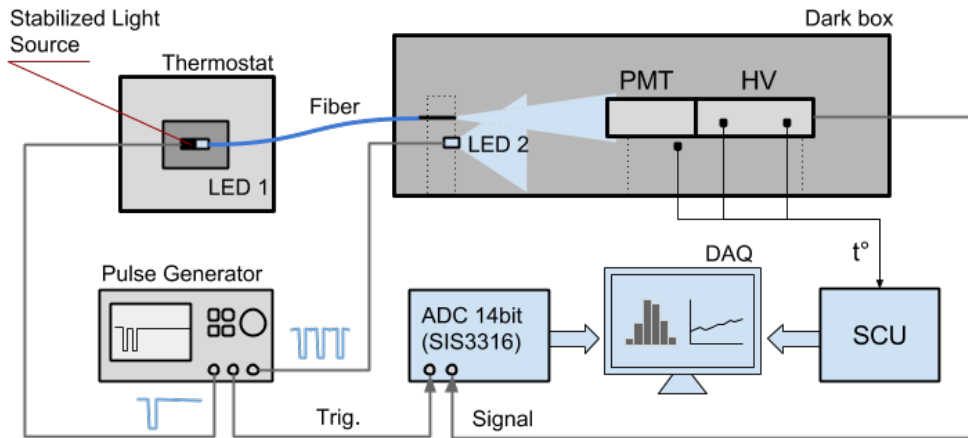 Stabilized Light
Source
Thermostat
Fiber
LED 1
Dark box
PMT
HV
LED 2
t°
Pulse Generator
DAQ
ADC 14bit
(SIS3316)
SCU
Trig.
Signal